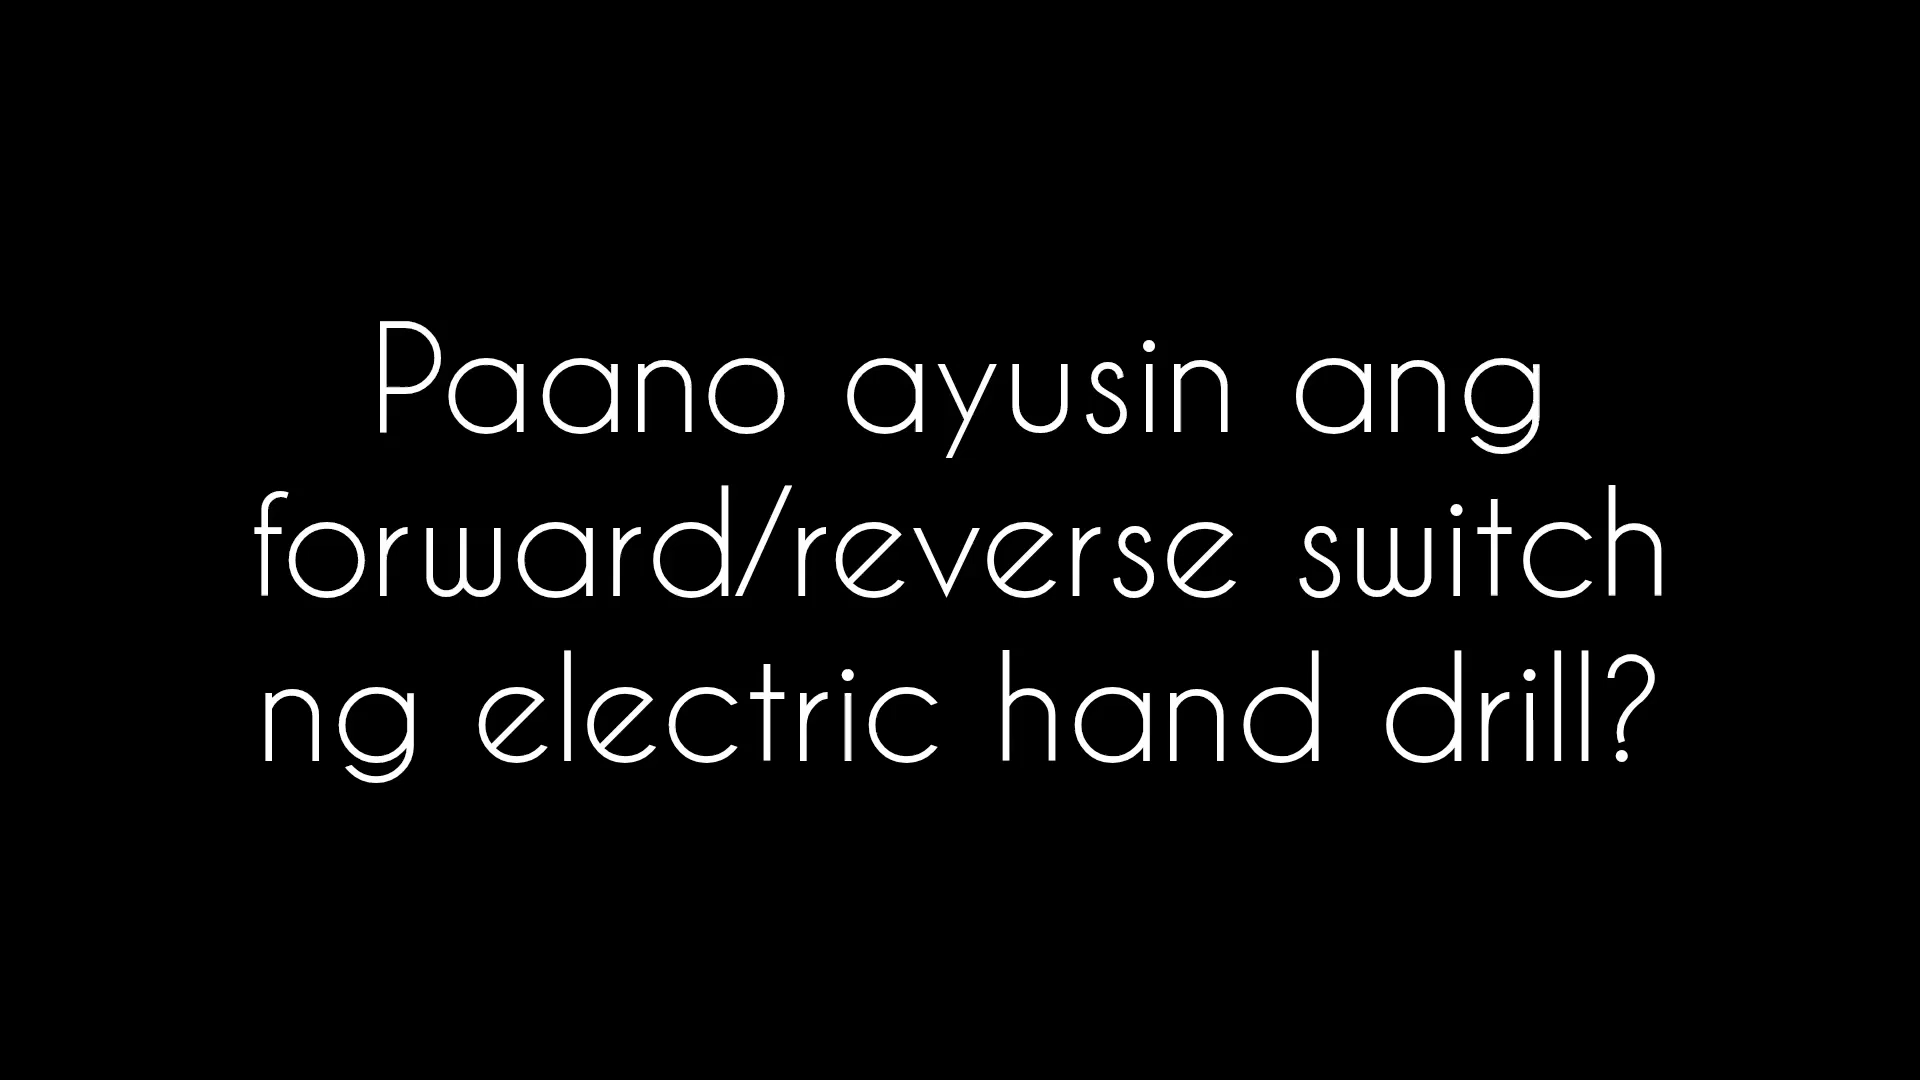 Paano ayusin ang
forward/reverse switch
ng electric hand drill?